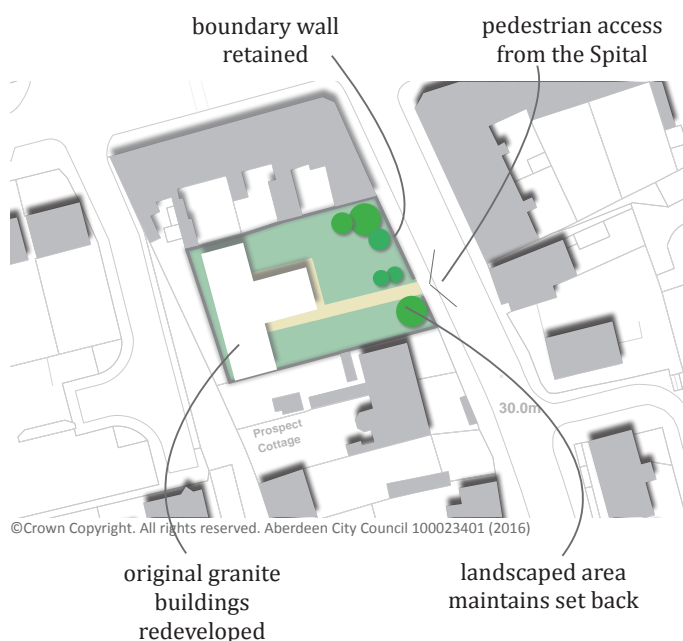 boundary wall
retained
pedestrian access
from the Spital
30.0m
Prospect
Cottage
©Crown Copyright. All rights reserved. Aberdeen City Council 100023401 (2016)
original granite
buildings
redeveloped
landscaped area
maintains set back